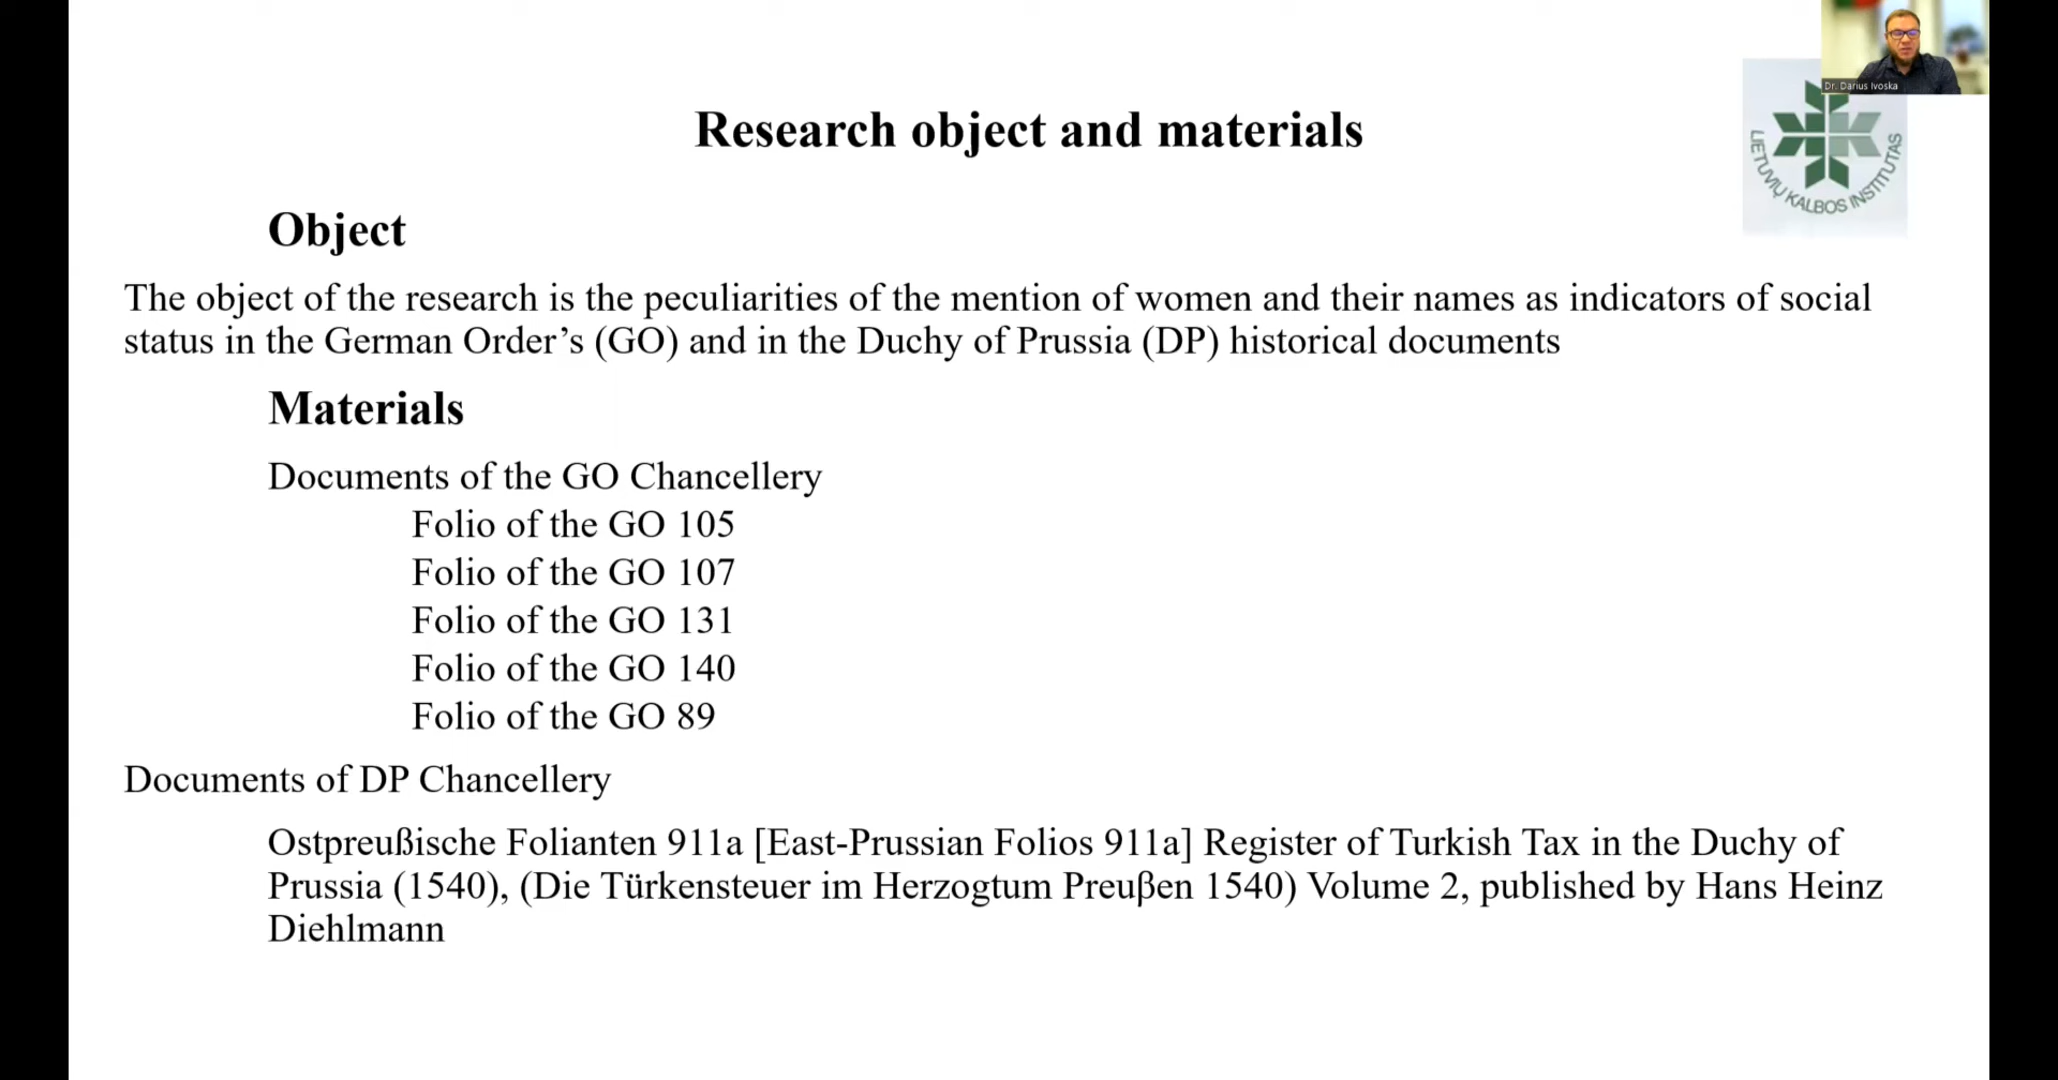 Dr. Darius Ivoska
LIETUVIŲ KALBOS INSTITUTAS
Research object and materials
Object
The object of the research is the peculiarities of the mention of women and their names as indicators of social
status in the German Order’s (GO) and in the Duchy of Prussia (DP) historical documents
Materials
Documents of the GO Chancellery
Folio of the GO 105
Folio of the GO 107
Folio of the GO 131
Folio of the GO 140
Folio of the GO 89
Documents of DP Chancellery
Ostpreußische Folianten 911a [East-Prussian Folios 911a] Register of Turkish Tax in the Duchy of
Prussia (1540), (Die Türkensteuer im Herzogtum Preuβen 1540) Volume 2, published by Hans Heinz
Diehlmann